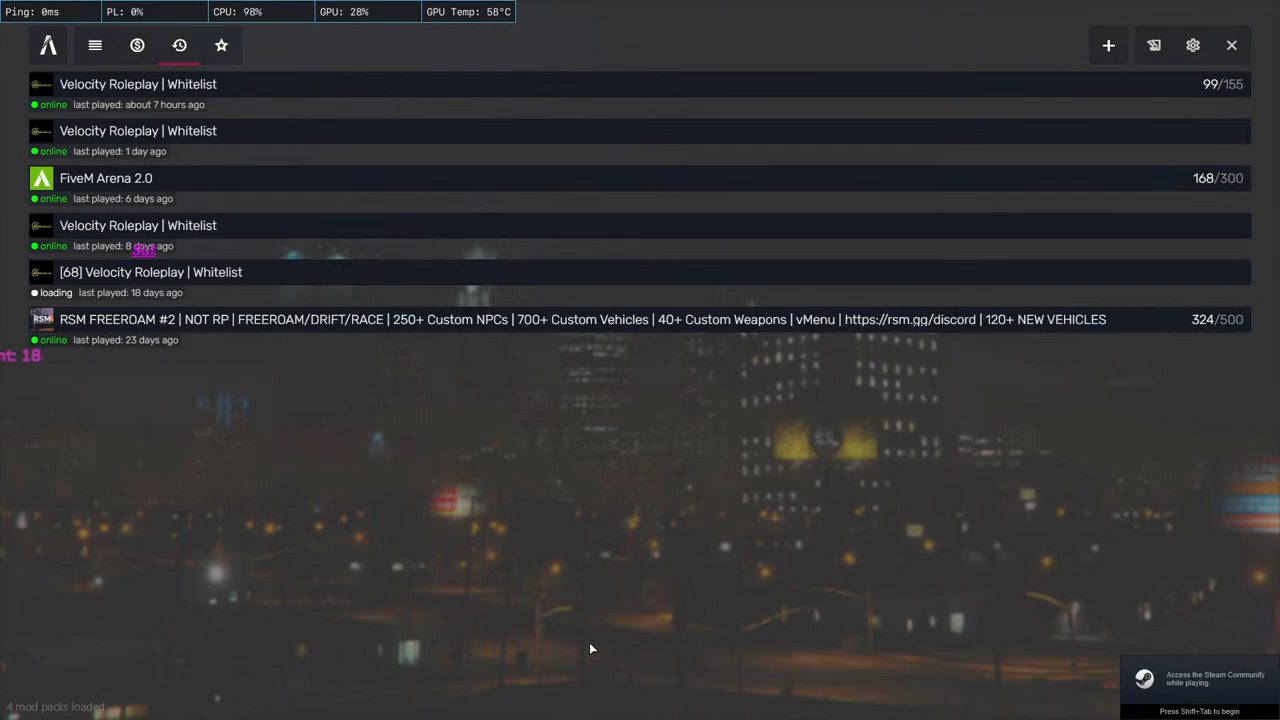 Ping: 0ms PL: 0% CPU: 98% GPU: 28% GPU Temp: 58°C
Velocity Roleplay | Whitelist 99/155
online last played: about 7 hours ago
Velocity Roleplay | Whitelist
online last played: 1 day ago
FiveM Arena 2.0 168/300
online last played: 6 days ago
Velocity Roleplay | Whitelist
online last played: 8 days ago
[68] Velocity Roleplay | Whitelist
loading last played: 18 days ago
RSM FREEROAM #2 | NOT RP | FREEROAM/DRIFT/RACE | 250+ Custom NPCs | 700+ Custom Vehicles | 40+ Custom Weapons | vMenu | https://rsm.gg/discord | 120+ NEW VEHICLES 324/500
online last played: 23 days ago
nt: 18
Access the Steam Community
while playing.
4 mod packs loaded
Press Shift+Tab to begin